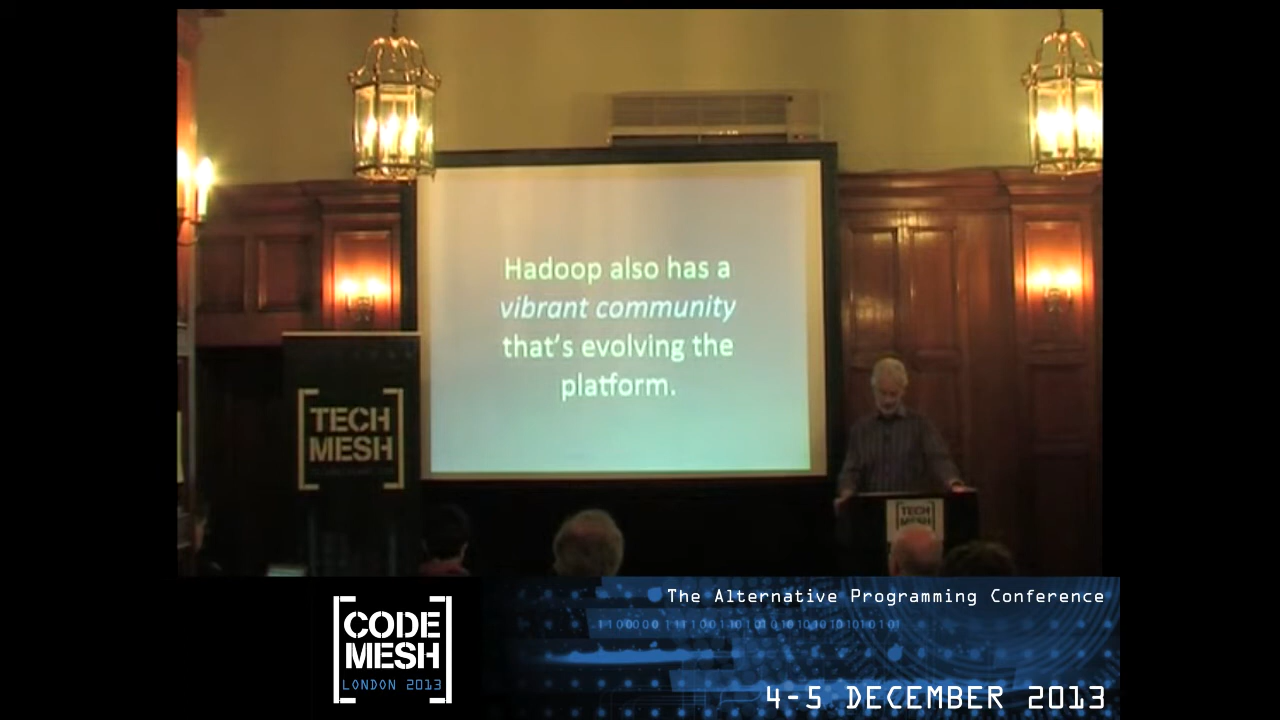 Hadoop also has a
vibrant community
that's evolving the
platform.
TECH
MESH
TECH
MESH
CODE
MESH
LONDON 2013
The Alternative Programming Conference
4-5 DECEMBER 2013